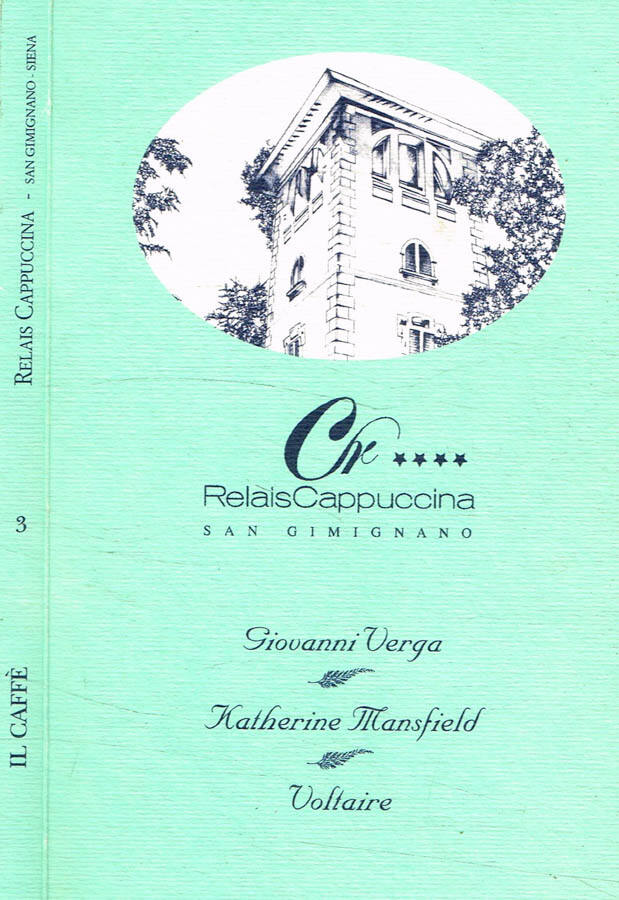 RELAIS CAPPUCCINA - SAN GIMIGNANO - SIENA
3
IL CAFFÈ
Cr ★★★★
RelaisCappuccina
SAN GIMIGNANO
Giovanni Verga
Katherine Mansfield
Voltaire